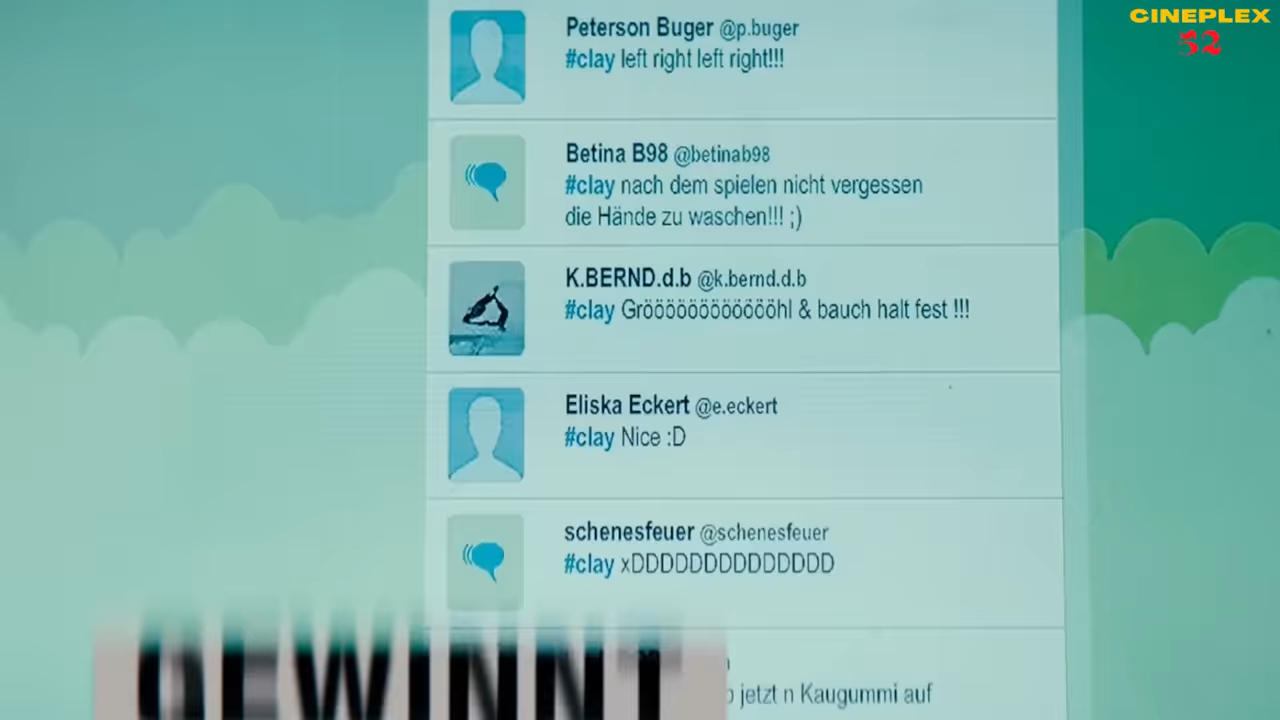 CINEPLEX
52
Peterson Buger @p.buger
#clay left right left right!!!
Betina B98 @betinab98
#clay nach dem spielen nicht vergessen
die Hände zu waschen!!! ;)
K.BERND.d.b @k.bernd.d.b
#clay Gröööööööööööhl & bauch halt fest !!!
Eliska Eckert @e.eckert
#clay Nice :D
schenesfeuer @schenesfeuer
#clay xDDDDDDDDDDDDDD
jetzt n Kaugummi auf
GEWINNT